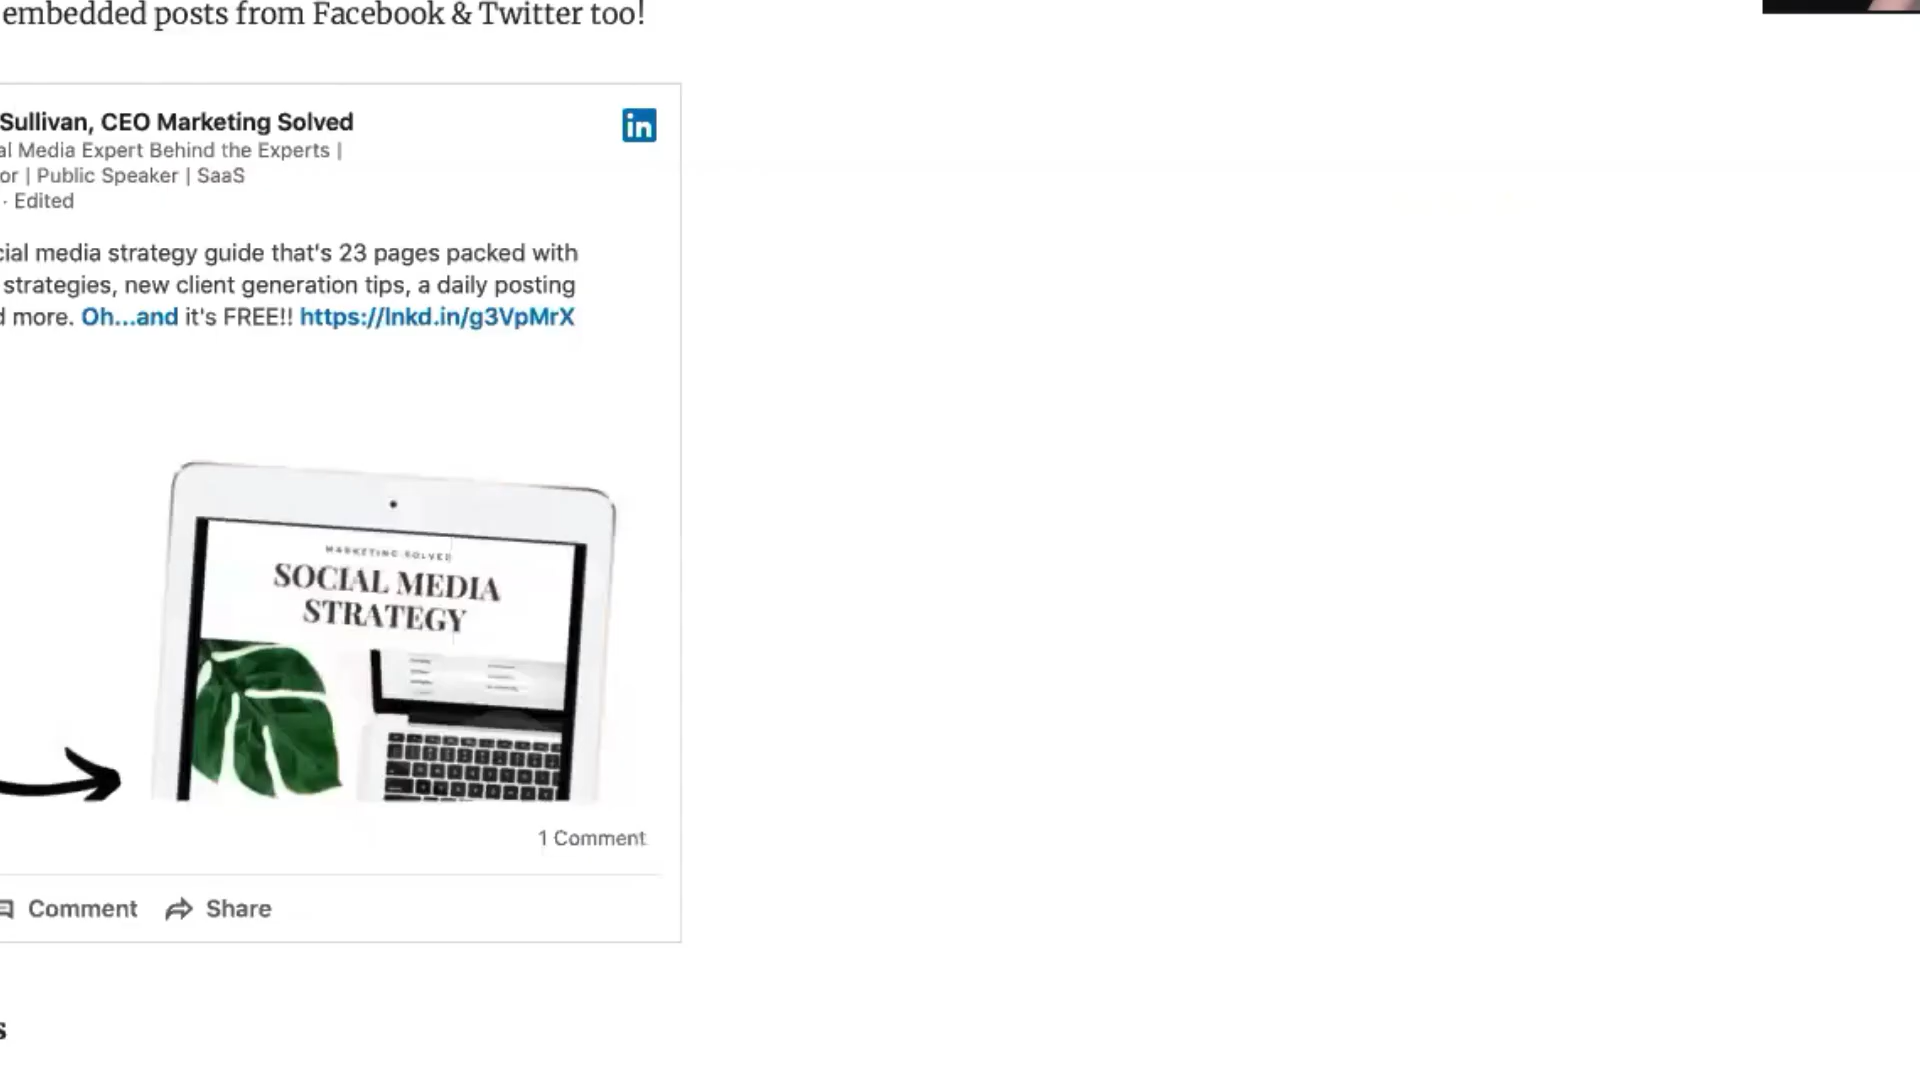 embedded posts from Facebook & Twitter too!
Sullivan, CEO Marketing Solved
in
al Media Expert Behind the Experts |
or | Public Speaker | SaaS
· Edited
cial media strategy guide that's 23 pages packed with
strategies, new client generation tips, a daily posting
d more. Oh...and it's FREE!! https://lnkd.in/g3VpMrX
MARKETING SOLVED
SOCIAL MEDIA
STRATEGY
1 Comment
Comment
Share
s